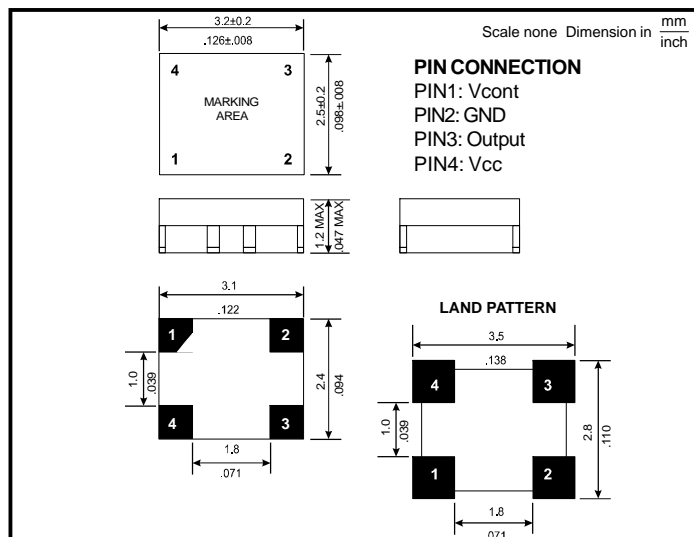 3.2±0.2
.126±.008
Scale none Dimension in mm
inch
4
3
MARKING
AREA
1
2
2.5±0.2
.098±.008
PIN CONNECTION
PIN1: Vcont
PIN2: GND
PIN3: Output
PIN4: Vcc
1.2 MAX
.047 MAX
3.1
.122
1
2
4
3
1.0
.039
2.4
.094
1.8
.071
LAND PATTERN
3.5
.138
4
3
1
2
1.0
.039
2.8
.110
1.8
.071